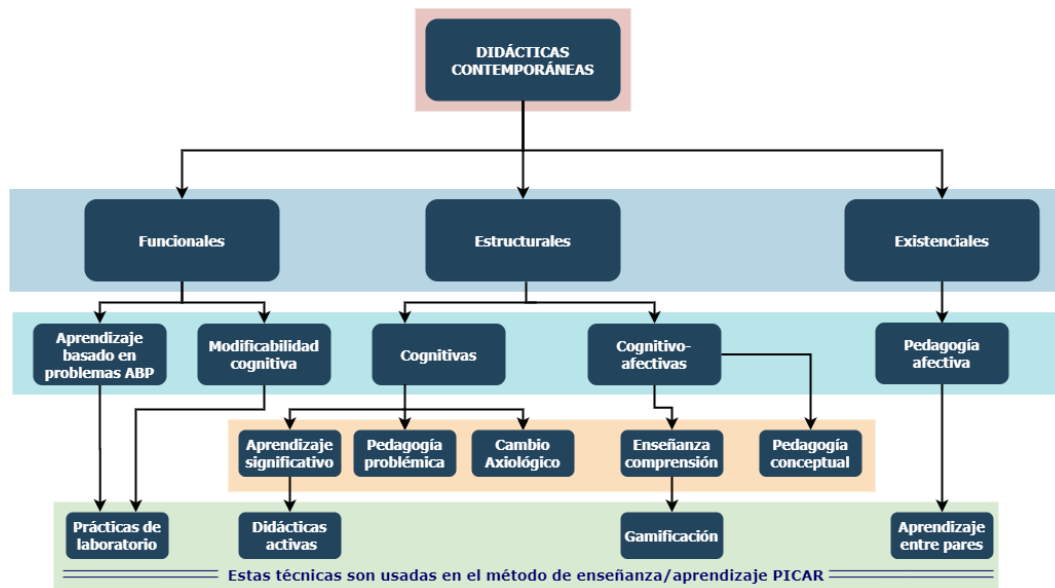 DIDÁCTICAS
CONTEMPORÁNEAS
Funcionales
Estructurales
Existenciales
Aprendizaje
basado en
problemas ABP
Modificabilidad
cognitiva
Cognitivas
Cognitivo-
afectivas
Pedagogía
afectiva
Aprendizaje
significativo
Pedagogía
problémica
Cambio
Axiológico
Enseñanza
comprensión
Pedagogía
conceptual
Prácticas de
laboratorio
Didácticas
activas
Gamificación
Aprendizaje
entre pares
Estas técnicas son usadas en el método de enseñanza/aprendizaje PICAR